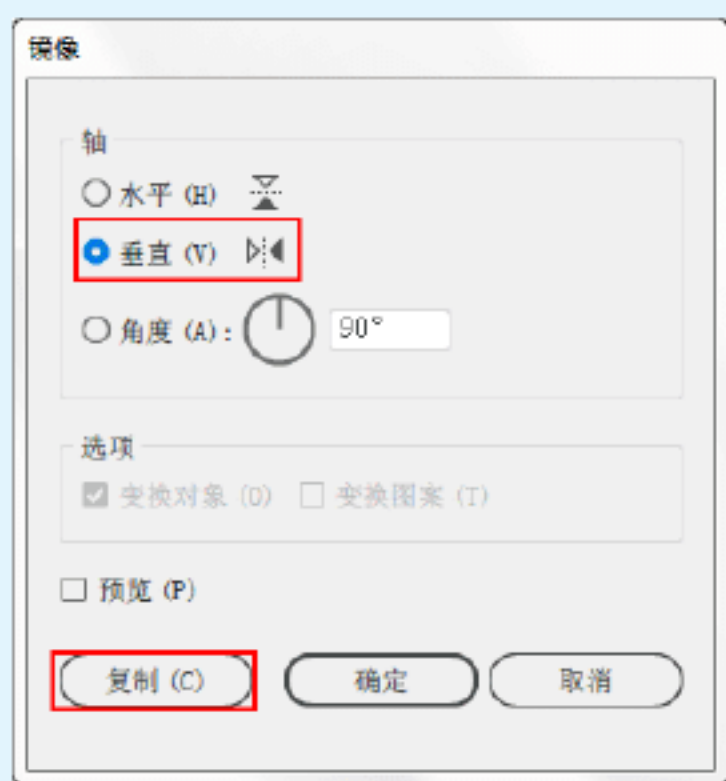 镜像
轴
水平 (H)
垂直 (V)
角度 (A): 90°
选项
变换对象 (O) 变换图案 (T)
预览 (P)
复制 (C) 确定 取消